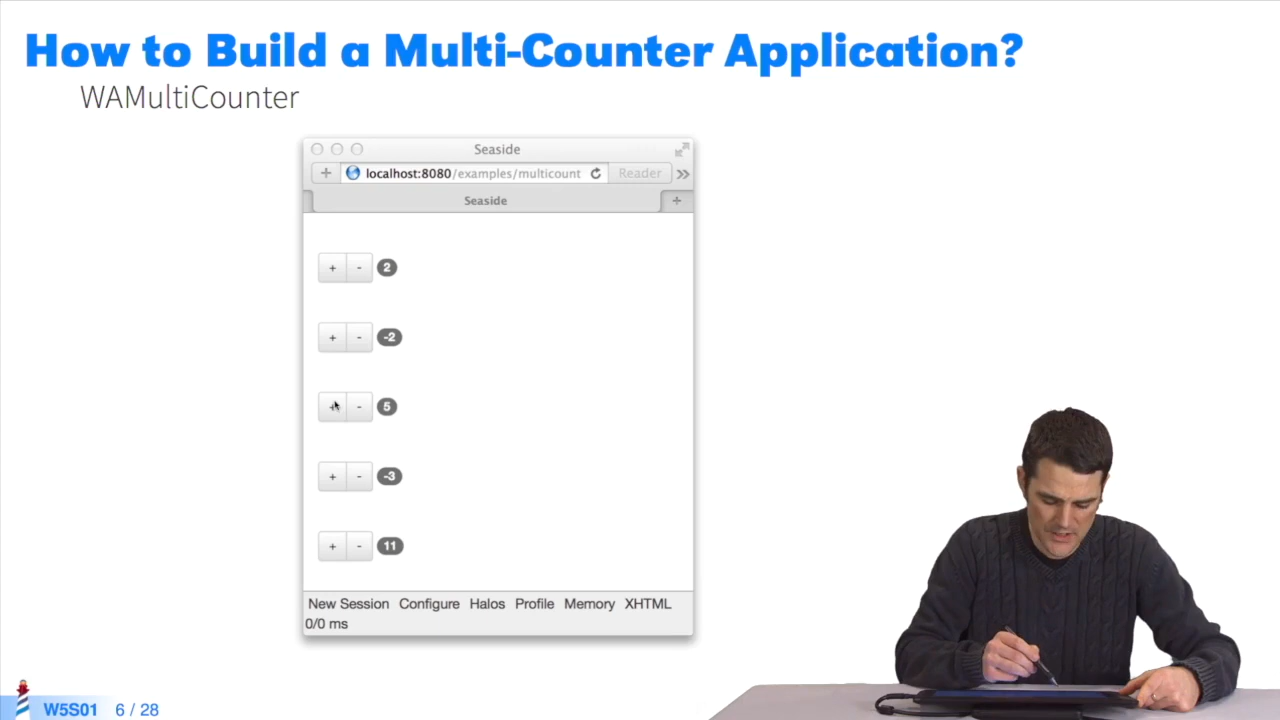 How to Build a Multi-Counter Application?
WAMultiCounter
Seaside
+ localhost:8080/examples/multicount Reader »
Seaside +
+ - 2
+ - -2
+ - 5
+ - -3
+ - 11
New Session Configure Halos Profile Memory XHTML
0/0 ms
W5S01 6 / 28